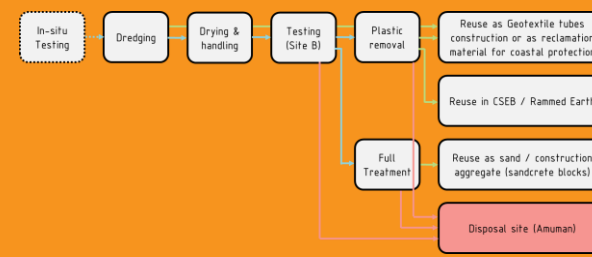 In-situ
Testing
Dredging
Drying &
handling
Testing
(Site B)
Plastic
removal
Reuse as Geotextile tubes
construction or as reclamation
material for coastal protection
Reuse in CSEB / Rammed Earth
Full
Treatment
Reuse as sand / construction
aggregate (sandcrete blocks)
Disposal site (Amuman)